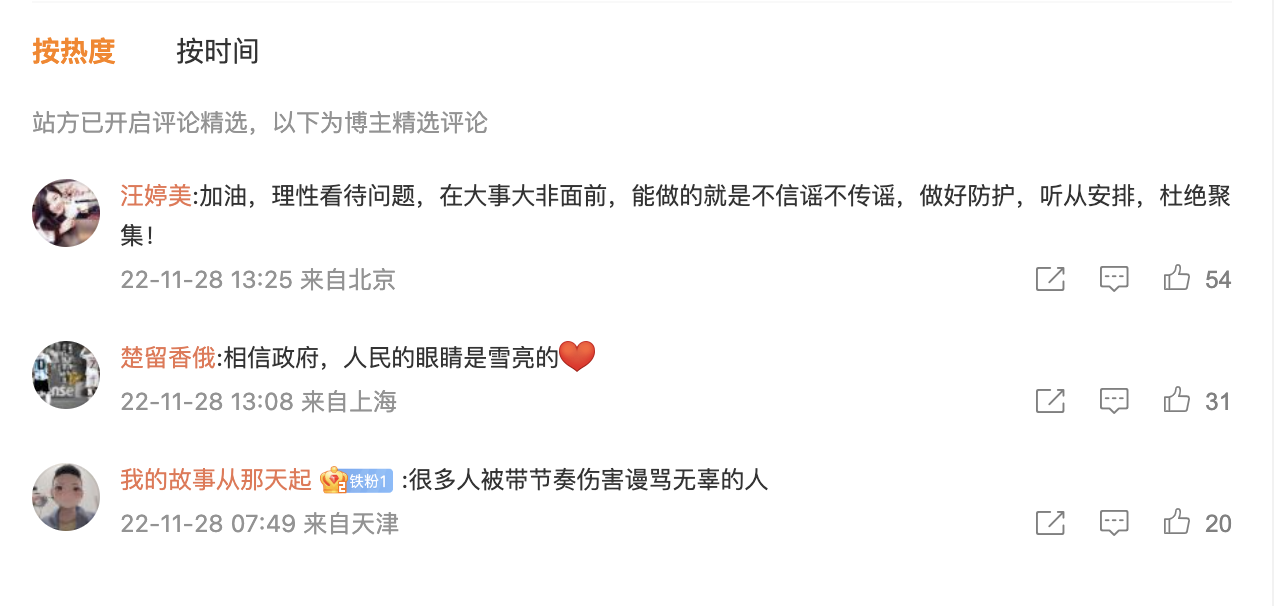 按热度 按时间
站方已开启评论精选，以下为博主精选评论
汪婷美:加油，理性看待问题，在大事大非面前，能做的就是不信谣不传谣，做好防护，听从安排，杜绝聚
集！
22-11-28 13:25 来自北京 54
楚留香俄:相信政府，人民的眼睛是雪亮的❤️
22-11-28 13:08 来自上海 31
我的故事从那天起 2 铁粉1 :很多人被带节奏伤害谩骂无辜的人
22-11-28 07:49 来自天津 20